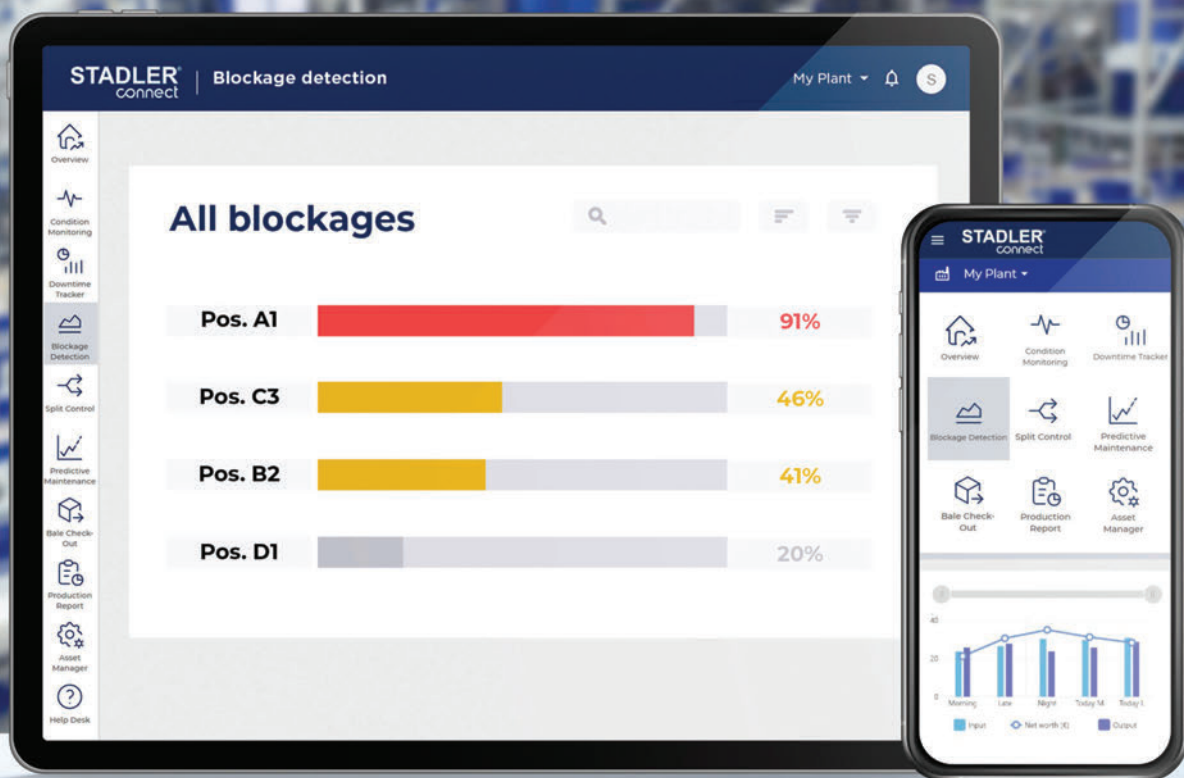 STADLER®
connect
Blockage detection
My Plant
S
Overview
Condition
Monitoring
Downtime
Tracker
Blockage
Detection
Split Control
Predictive
Maintenance
Bale Check-
Out
Production
Report
Asset
Manager
Help Desk
All blockages
Pos. A1
91%
Pos. C3
46%
Pos. B2
41%
Pos. D1
20%
STADLER®
connect
My Plant
Overview
Condition
Monitoring
Downtime Tracker
Blockage Detection
Split Control
Predictive
Maintenance
Bale Check-
Out
Production
Report
Asset
Manager
40
20
0
Morning
Late
Night
Today M.
Today L
Input
Net worth (€)
Output